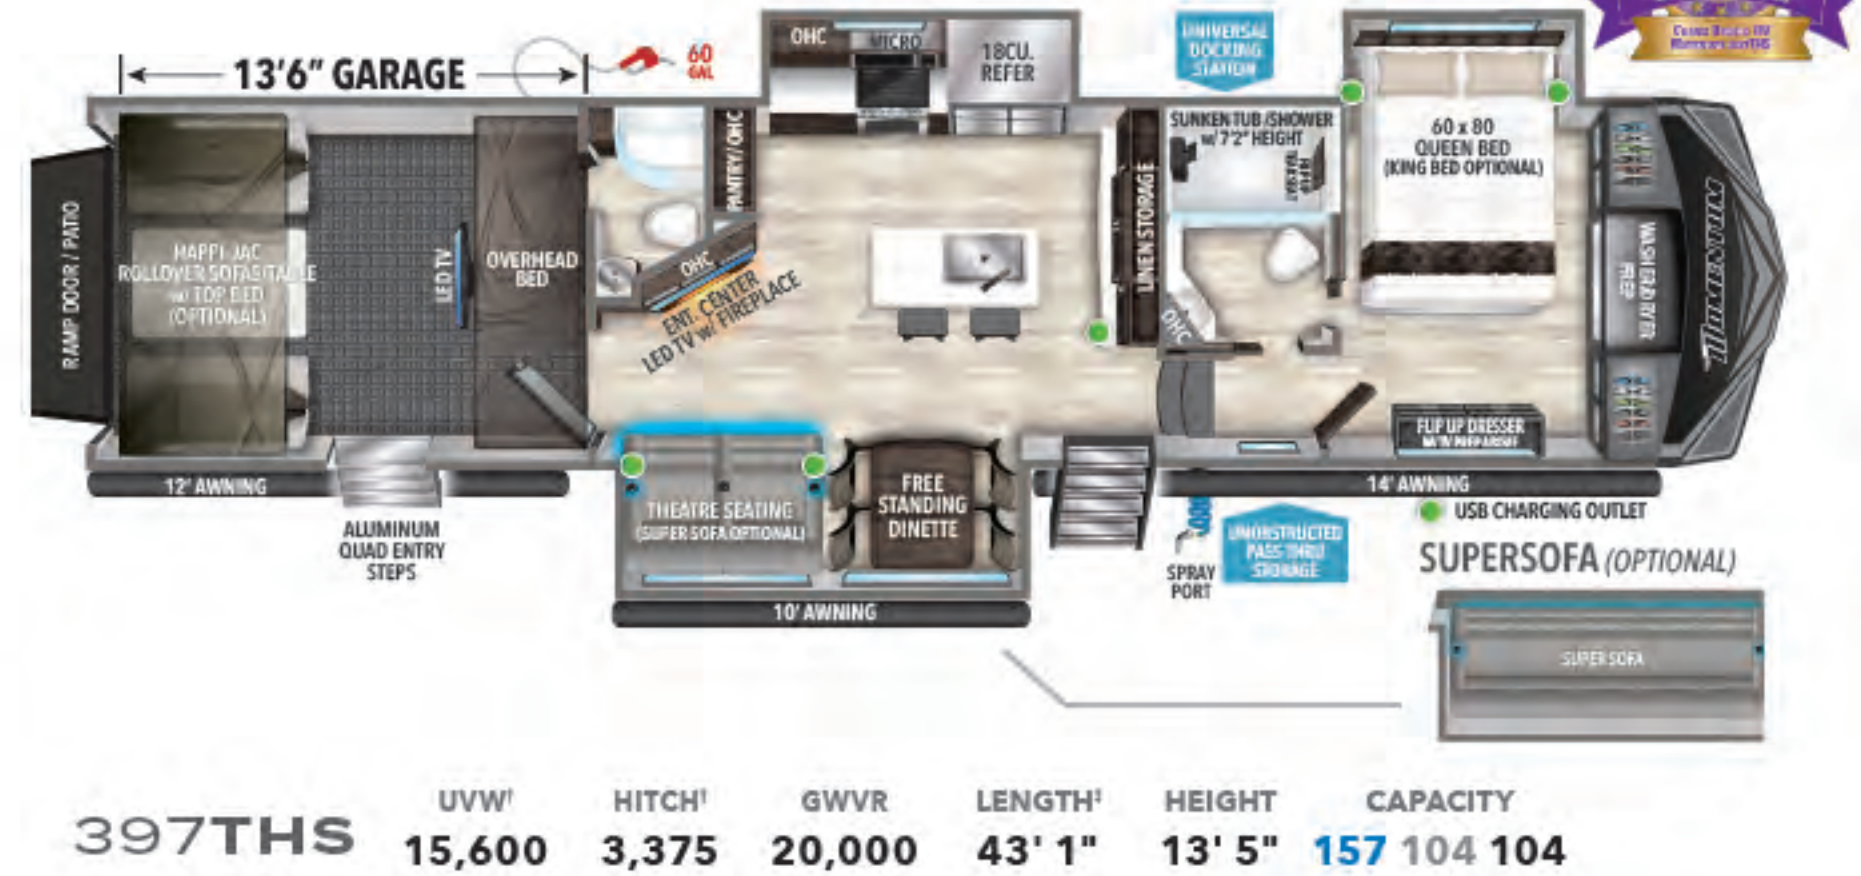 13'6" GARAGE
60
GAL
OHC
MICRO
18CU.
REFER
UNIVERSAL
DOCKING
STATION
SUNKEN TUB/SHOWER
w/ 7'2" HEIGHT
60 x 80
QUEEN BED
(KING BED OPTIONAL)
RAMP DOOR / PATIO
HAPPI-JAC
ROLLOVER SOFAS/TABLE
w/ TOP BED
(OPTIONAL)
LED TV
OVERHEAD
BED
PANTRY/OHC
OHC
ENT. CENTER
LED TV w/ FIREPLACE
LINEN STORAGE
OHC
WASHER/DRYER
PREP
MOMENTUM
FLIP UP DRESSER
12' AWNING
ALUMINUM
QUAD ENTRY
STEPS
THEATRE SEATING
(SUPER SOFA OPTIONAL)
FREE
STANDING
DINETTE
10' AWNING
14' AWNING
USB CHARGING OUTLET
SPRAY
PORT
UNOBSTRUCTED
PASS-THRU
STORAGE
SUPERSOFA (OPTIONAL)
SUPER SOFA
397THS
UVW† HITCH† GWVR LENGTH‡ HEIGHT CAPACITY
15,600 3,375 20,000 43' 1" 13' 5" 157 104 104